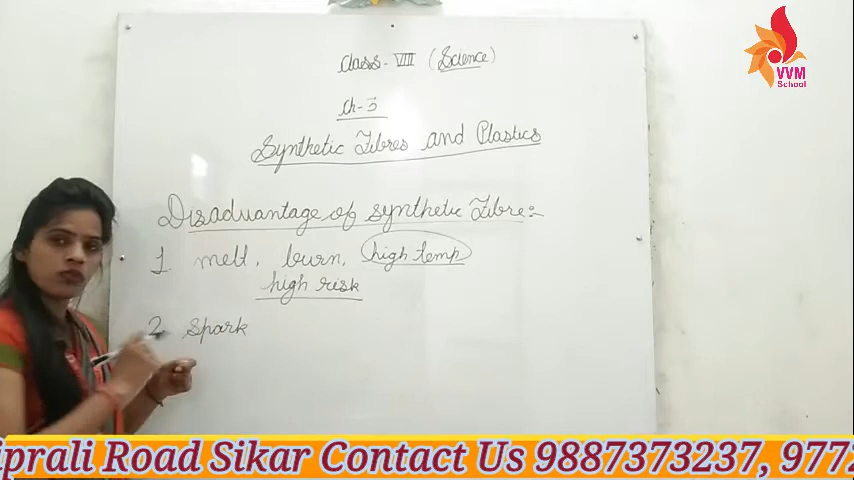 Class - VIII (Science)
VVM
School
Ch-3
Synthetic Fibres and Plastics
Disadvantage of synthetic Fibre:-
1. melt, burn, high temp
high risk
2 Spark
iprali Road Sikar Contact Us 9887373237, 9772